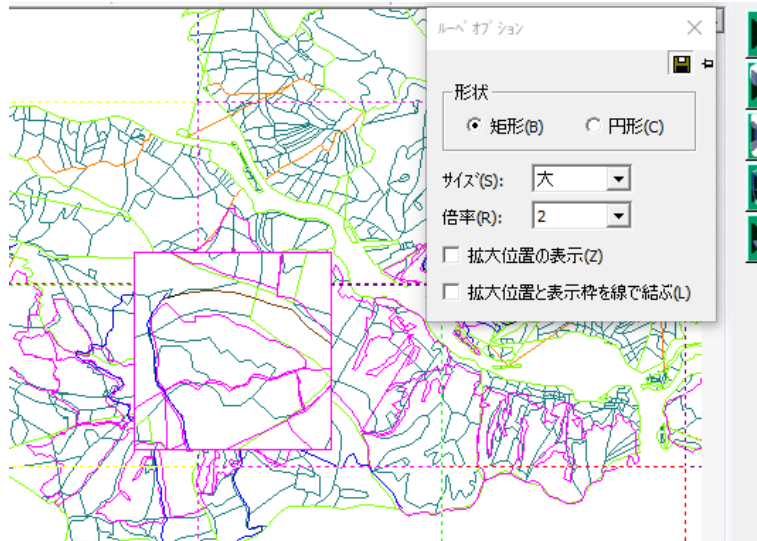 ﾙｰﾍﾟ ｵﾌﾟｼｮﾝ
形状
矩形(B)
円形(C)
ｻｲｽﾞ(S):
大
倍率(R):
2
拡大位置の表示(Z)
拡大位置と表示枠を線で結ぶ(L)